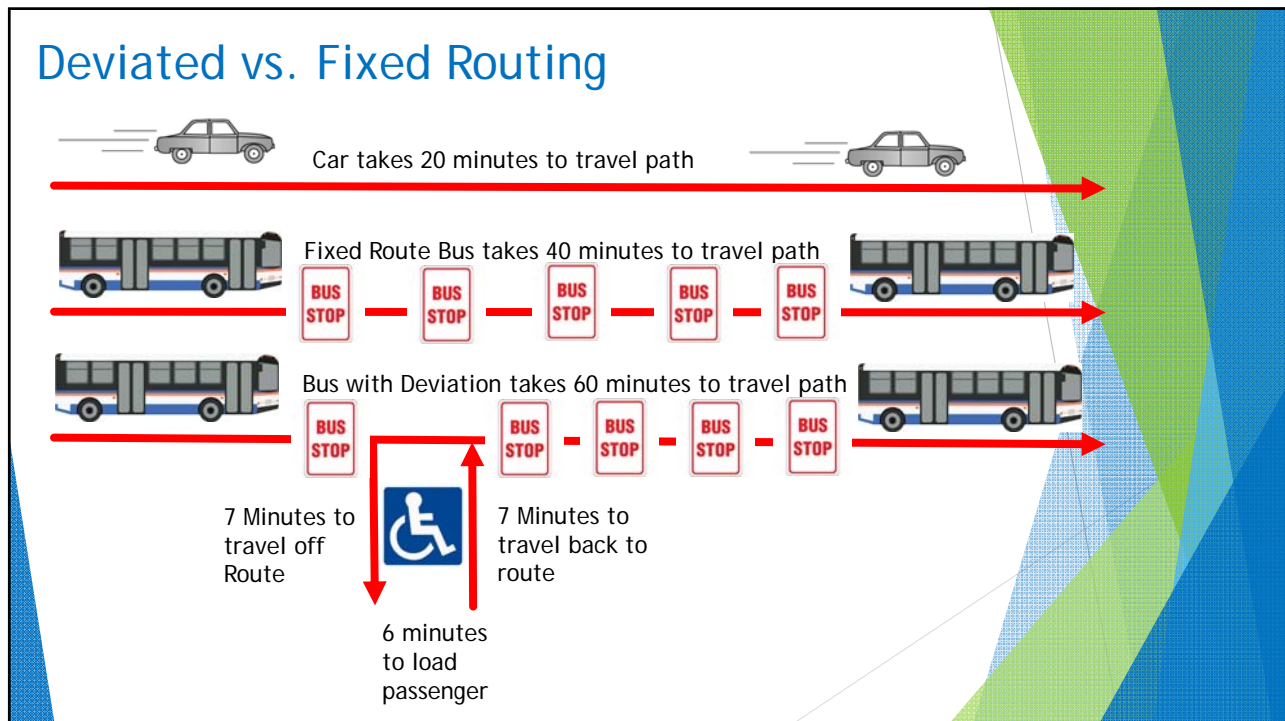 Deviated vs. Fixed Routing
Car takes 20 minutes to travel path
Fixed Route Bus takes 40 minutes to travel path
BUS
STOP
BUS
STOP
BUS
STOP
BUS
STOP
BUS
STOP
Bus with Deviation takes 60 minutes to travel path
BUS
STOP
BUS
STOP
BUS
STOP
BUS
STOP
BUS
STOP
7 Minutes to
travel off
Route
7 Minutes to
travel back to
route
6 minutes
to load
passenger